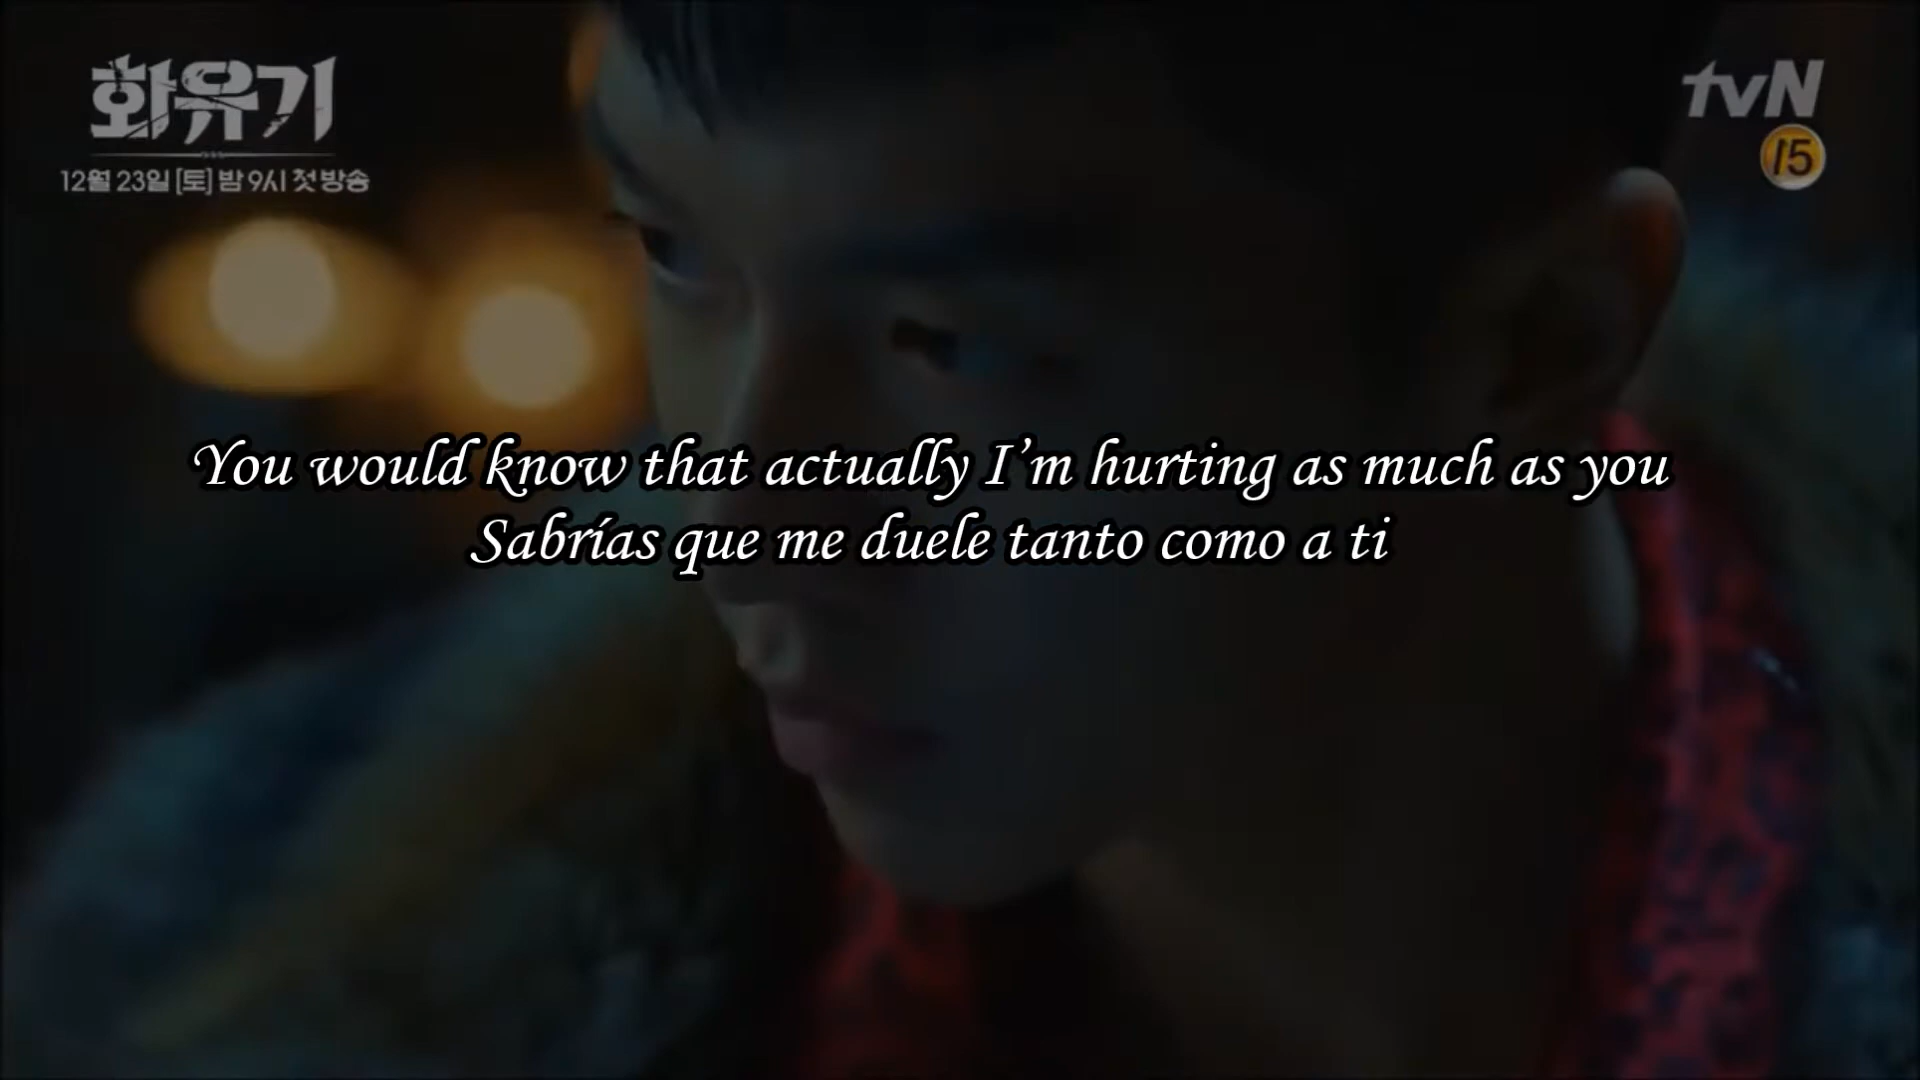 화유기
12월 23일 [토] 밤 9시 첫방송
tvN
15
You would know that actually I'm hurting as much as you
Sabrías que me duele tanto como a ti